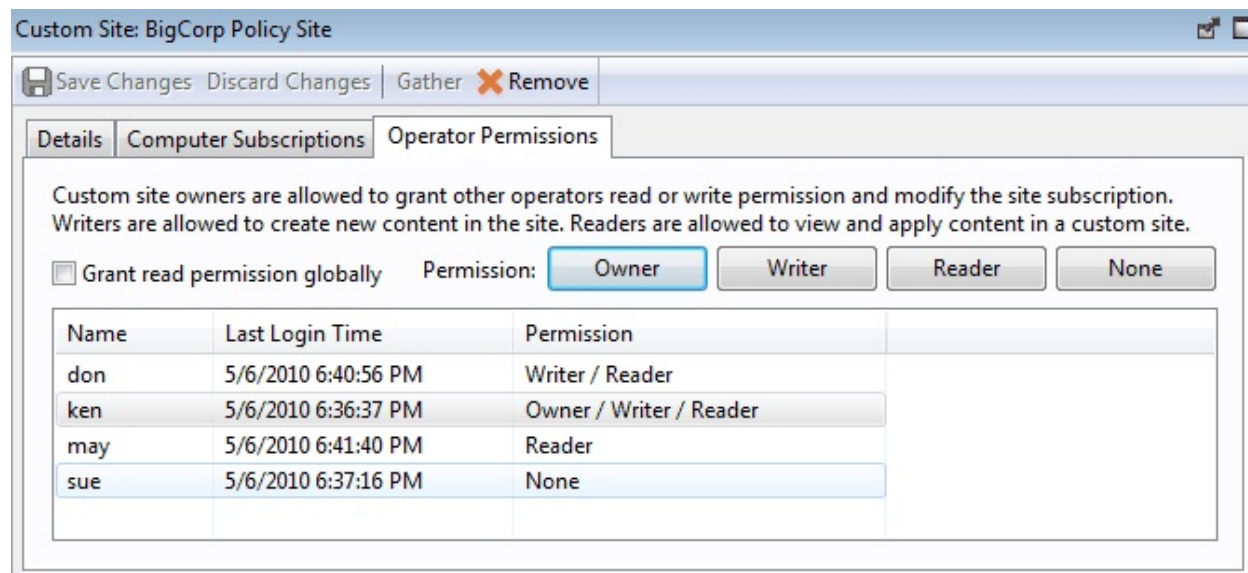 Custom Site: BigCorp Policy Site
Save Changes Discard Changes Gather Remove
Details Computer Subscriptions Operator Permissions
Custom site owners are allowed to grant other operators read or write permission and modify the site subscription.
Writers are allowed to create new content in the site. Readers are allowed to view and apply content in a custom site.
Grant read permission globally Permission: Owner Writer Reader None
Name Last Login Time Permission
don 5/6/2010 6:40:56 PM Writer / Reader
ken 5/6/2010 6:36:37 PM Owner / Writer / Reader
may 5/6/2010 6:41:40 PM Reader
sue 5/6/2010 6:37:16 PM None